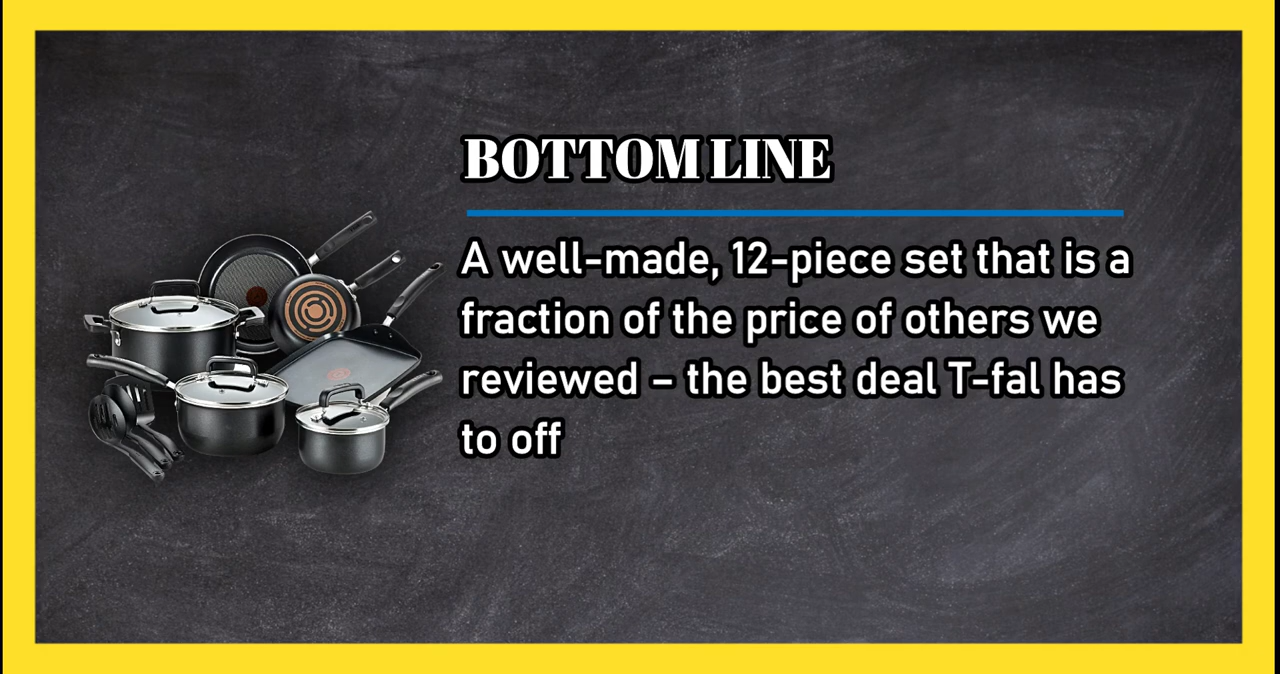 BOTTOM LINE
A well-made, 12-piece set that is a
fraction of the price of others we
reviewed – the best deal T-fal has
to off